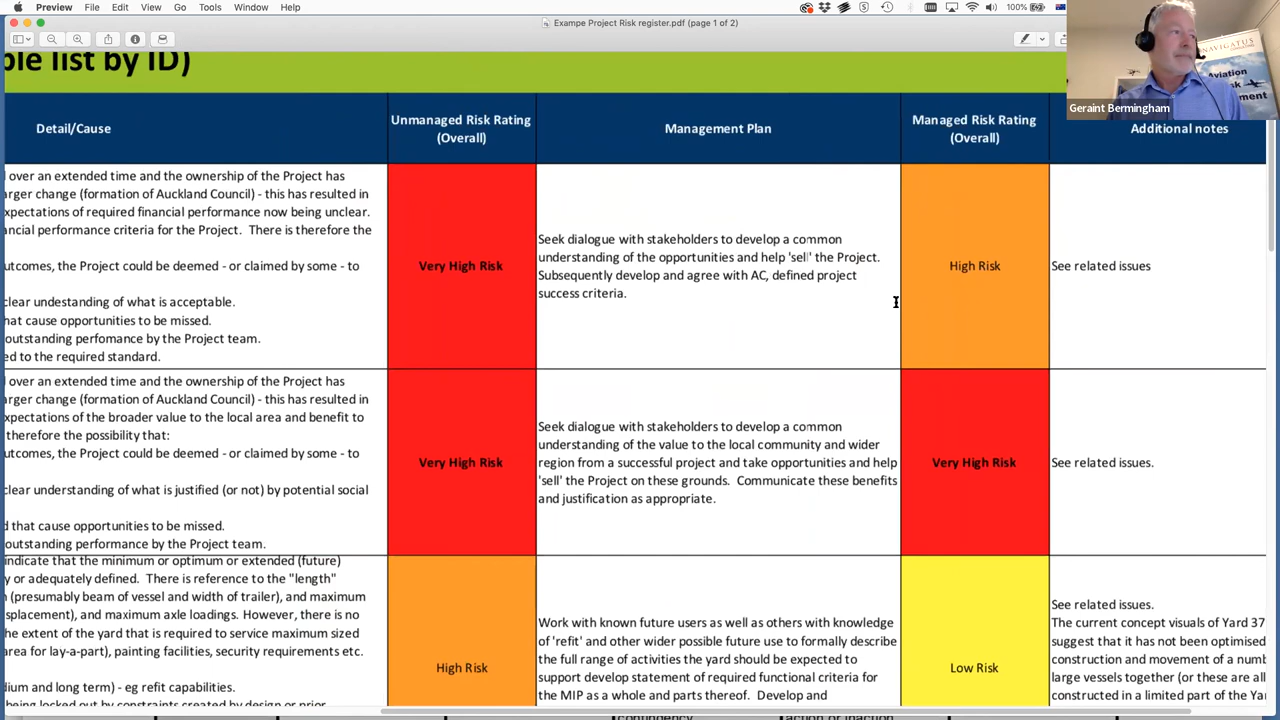 Preview File Edit View Go Tools Window Help 100%
Exampe Project Risk register.pdf (page 1 of 2)
NAVIGATUS
Aviation
Geraint Bermingham
ble list by ID)
Detail/Cause
Unmanaged Risk Rating
(Overall)
Management Plan
Managed Risk Rating
(Overall)
Additional notes
over an extended time and the ownership of the Project has
arger change (formation of Auckland Council) - this has resulted in
xpectations of required financial performance now being unclear.
ancial performance criteria for the Project. There is therefore the
utcomes, the Project could be deemed - or claimed by some - to
clear undestanding of what is acceptable.
hat cause opportunities to be missed.
outstanding perfomance by the Project team.
ed to the required standard.
Very High Risk
Seek dialogue with stakeholders to develop a common
understanding of the opportunities and help 'sell' the Project.
Subsequently develop and agree with AC, defined project
success criteria.
High Risk
See related issues
over an extended time and the ownership of the Project has
arger change (formation of Auckland Council) - this has resulted in
xpectations of the broader value to the local area and benefit to
therefore the possibility that:
utcomes, the Project could be deemed - or claimed by some - to
clear understanding of what is justified (or not) by potential social
d that cause opportunities to be missed.
outstanding performance by the Project team.
Very High Risk
Seek dialogue with stakeholders to develop a common
understanding of the value to the local community and wider
region from a successful project and take opportunities and help
'sell' the Project on these grounds. Communicate these benefits
and justification as appropriate.
Very High Risk
See related issues.
indicate that the minimum or optimum or extended (future)
y or adequately defined. There is reference to the "length"
(presumably beam of vessel and width of trailer), and maximum
splacement), and maximum axle loadings. However, there is no
he extent of the yard that is required to service maximum sized
area for lay-a-part), painting facilities, security requirements etc.
dium and long term) - eg refit capabilities.
being locked out by constraints created by design or prior
High Risk
Work with known future users as well as others with knowledge
of 'refit' and other wider possible future use to formally describe
the full range of activities the yard should be expected to
support develop statement of required functional criteria for
the MIP as a whole and parts thereof. Develop and
Low Risk
See related issues.
The current concept visuals of Yard 37
suggest that it has not been optimised
construction and movement of a numb
large vessels together (or these are all
constructed in a limited part of the Ya
contingency
action or inaction